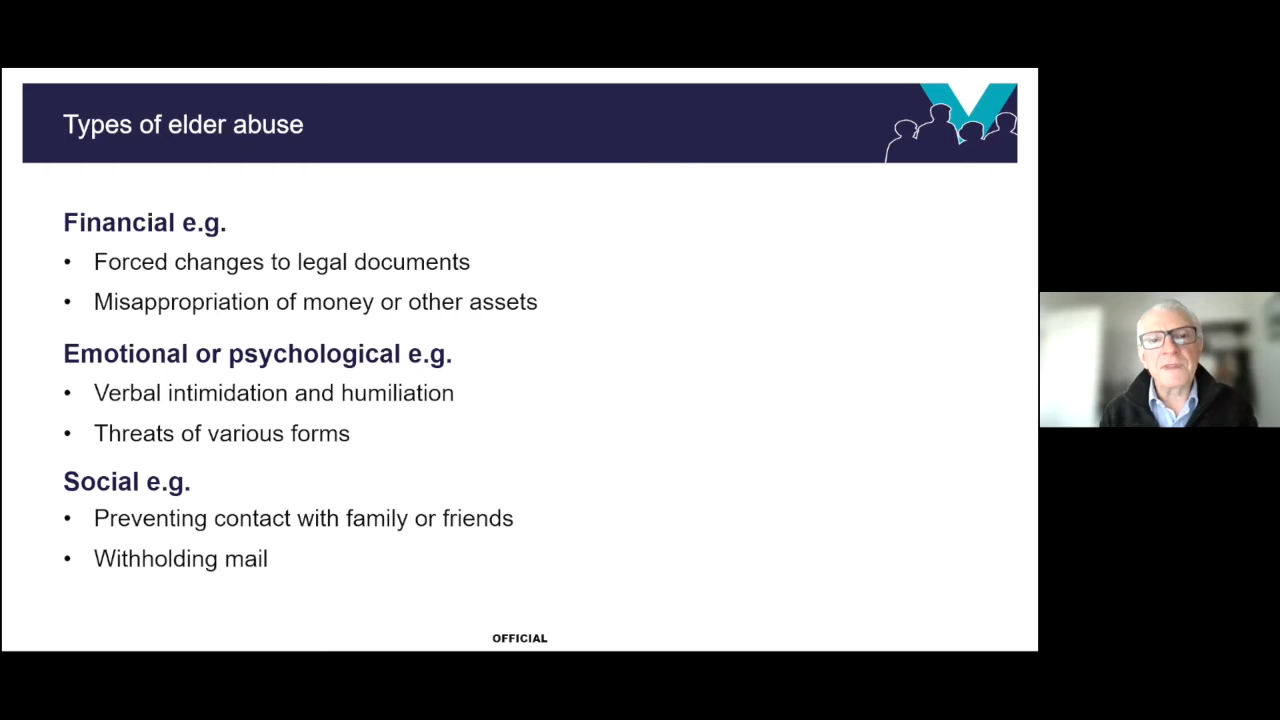 Types of elder abuse
Financial e.g.
• Forced changes to legal documents
• Misappropriation of money or other assets
Emotional or psychological e.g.
• Verbal intimidation and humiliation
• Threats of various forms
Social e.g.
• Preventing contact with family or friends
• Withholding mail
OFFICIAL